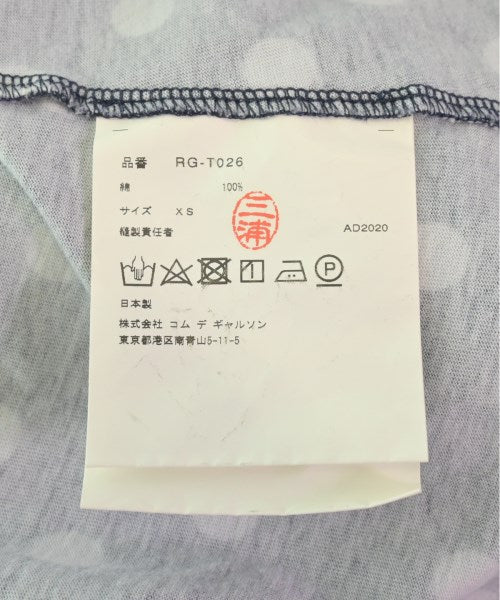 品番 RG-T026
綿 100%
サイズ XS
三浦
縫製責任者 AD2020
P
日本製
株式会社 コム デ ギャルソン
東京都港区南青山5-11-5